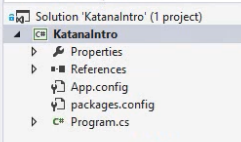 Solution 'KatanaIntro' (1 project)
C# KatanaIntro
Properties
References
App.config
packages.config
C# Program.cs